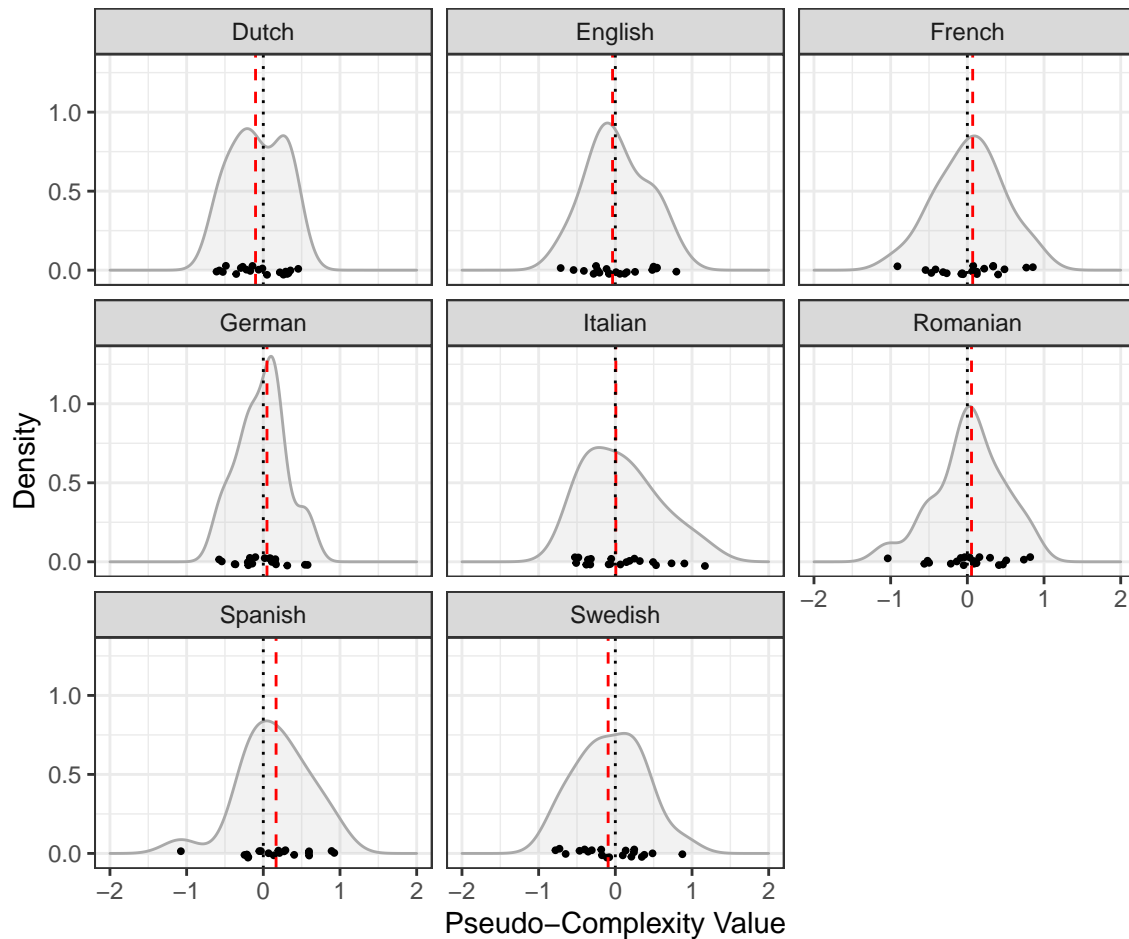 Dutch English French
1.0
0.5
0.0
German Italian Romanian
1.0
0.5
0.0
−2 −1 0 1 2
Spanish Swedish
1.0
0.5
0.0
−2 −1 0 1 2 −2 −1 0 1 2
Density
Pseudo−Complexity Value